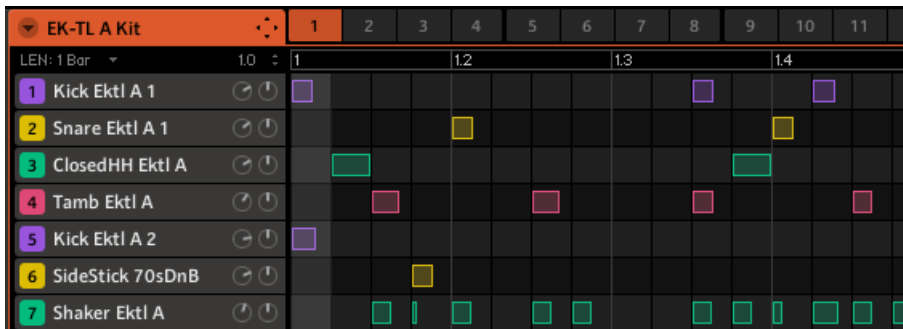 EK-TL A Kit 1 2 3 4 5 6 7 8 9 10 11
LEN: 1 Bar 1.0 1 1.2 1.3 1.4
1 Kick Ektl A 1
2 Snare Ektl A 1
3 ClosedHH Ektl A
4 Tamb Ektl A
5 Kick Ektl A 2
6 SideStick 70sDnB
7 Shaker Ektl A